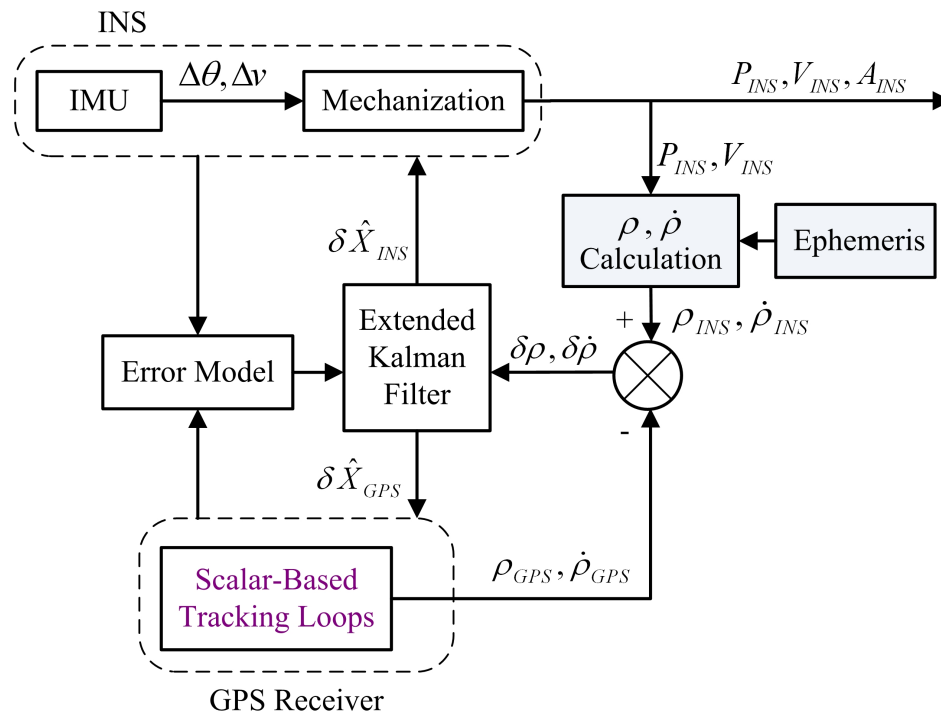 INS
IMU
Δθ, Δv
Mechanization
P_INS, V_INS, A_INS
P_INS, V_INS
ρ, ρ̇
Calculation
Ephemeris
δX̂_INS
+
ρ_INS, ρ̇_INS
Extended
Kalman
Filter
δρ, δρ̇
Error Model
-
δX̂_GPS
Scalar-Based
Tracking Loops
ρ_GPS, ρ̇_GPS
GPS Receiver